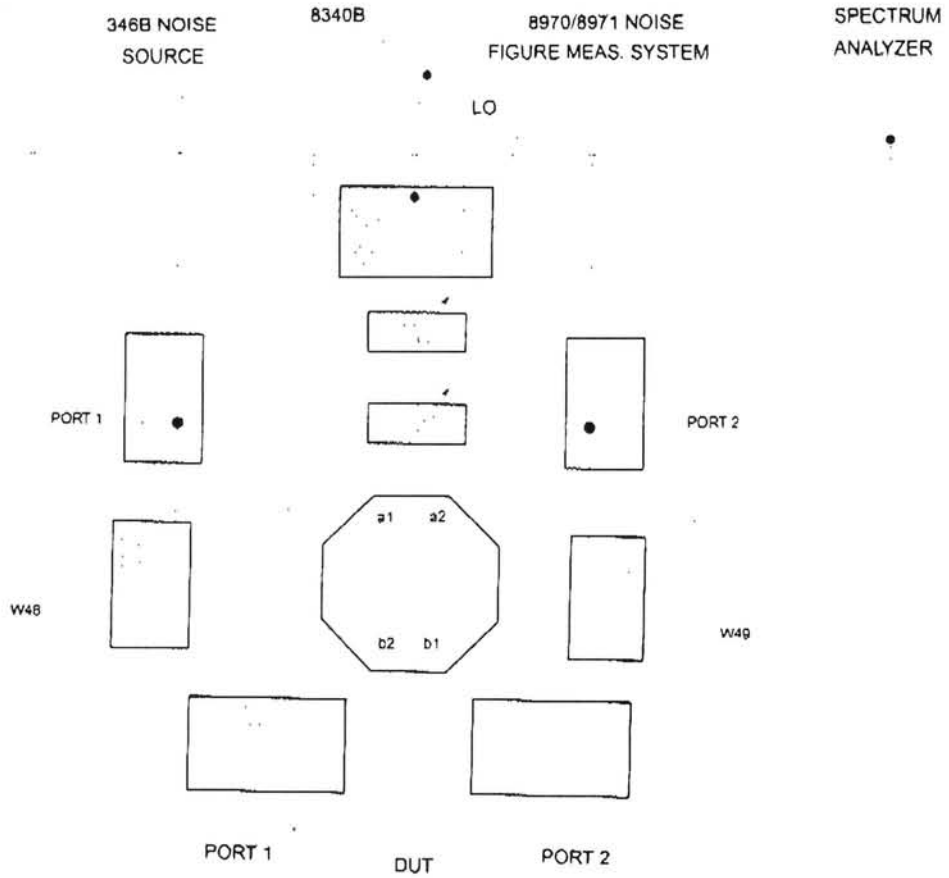 346B NOISE
SOURCE
8340B
8970/8971 NOISE
FIGURE MEAS. SYSTEM
SPECTRUM
ANALYZER
LO
PORT 1
PORT 2
a1 a2
b2 b1
W48
W49
PORT 1
DUT
PORT 2